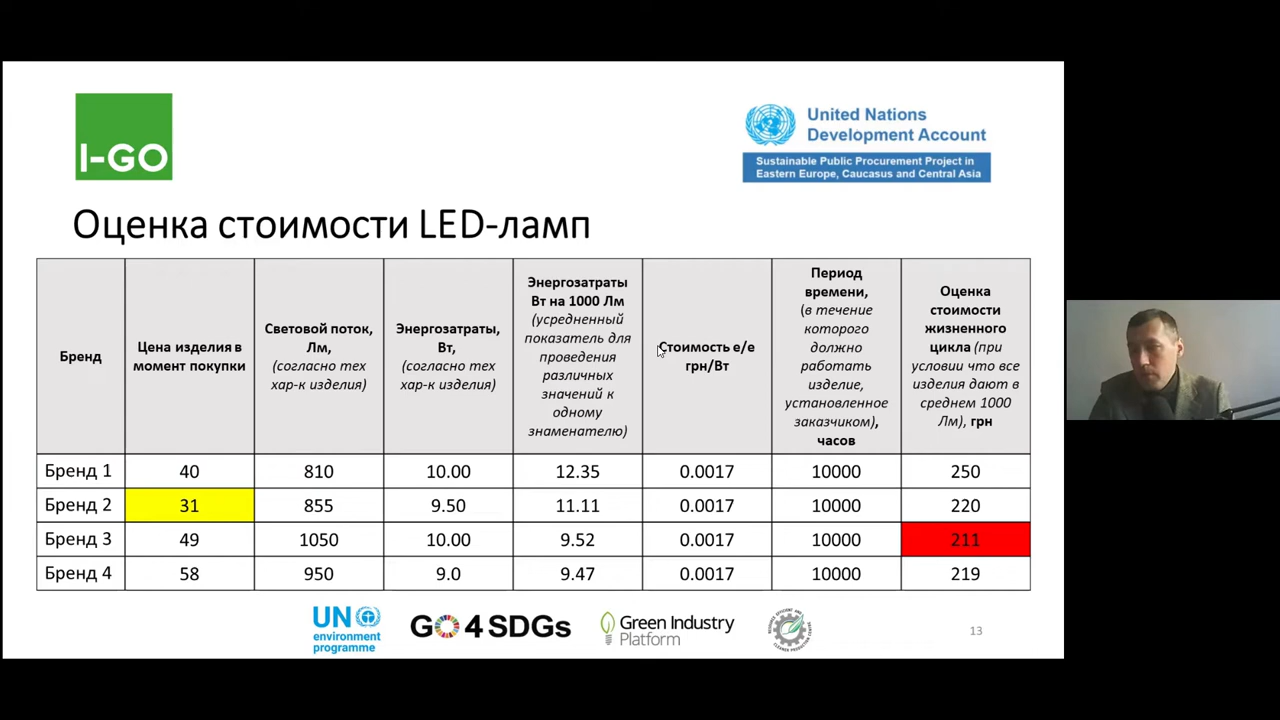 I-GO
United Nations
Development Account
Sustainable Public Procurement Project in
Eastern Europe, Caucasus and Central Asia
Оценка стоимости LED-ламп
Бренд
Цена изделия в
момент покупки
Световой поток,
Лм,
(согласно тех
хар-к изделия)
Энергозатраты,
Вт,
(согласно тех
хар-к изделия)
Энергозатраты
Вт на 1000 Лм
(усредненный
показатель для
проведения
различных
значений к
одному
знаменателю)
Стоимость е/е
грн/Вт
Период
времени,
(в течение
которого
должно
работать
изделие,
установленное
заказчиком),
часов
Оценка
стоимости
жизненного
цикла (при
условии что все
изделия дают в
среднем 1000
Лм), грн
Бренд 1 40 810 10.00 12.35 0.0017 10000 250
Бренд 2 31 855 9.50 11.11 0.0017 10000 220
Бренд 3 49 1050 10.00 9.52 0.0017 10000 211
Бренд 4 58 950 9.0 9.47 0.0017 10000 219
UN
environment
programme
GO 4 SDGs
Green Industry
Platform
13